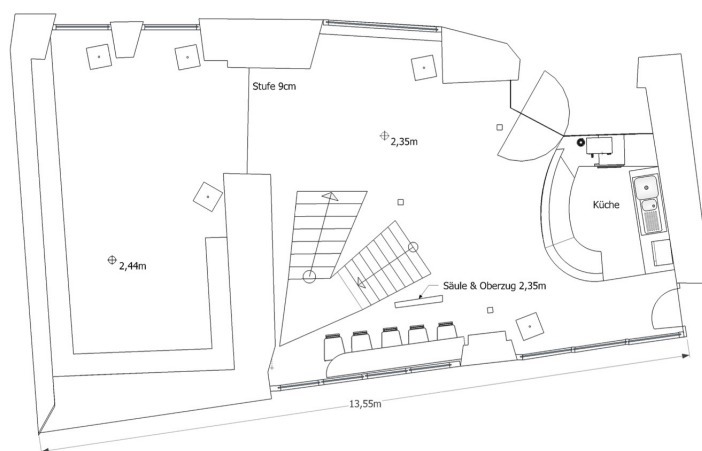 Stufe 9cm
2,35m
Küche
2,44m
Säule & Oberzug 2,35m
13,55m